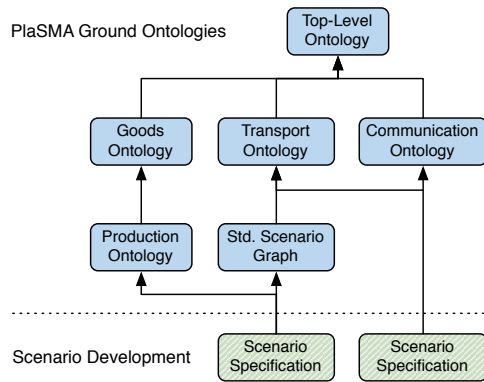 PlaSMA Ground Ontologies
Top-Level
Ontology
Goods
Ontology
Transport
Ontology
Communication
Ontology
Production
Ontology
Std. Scenario
Graph
Scenario Development
Scenario
Specification
Scenario
Specification